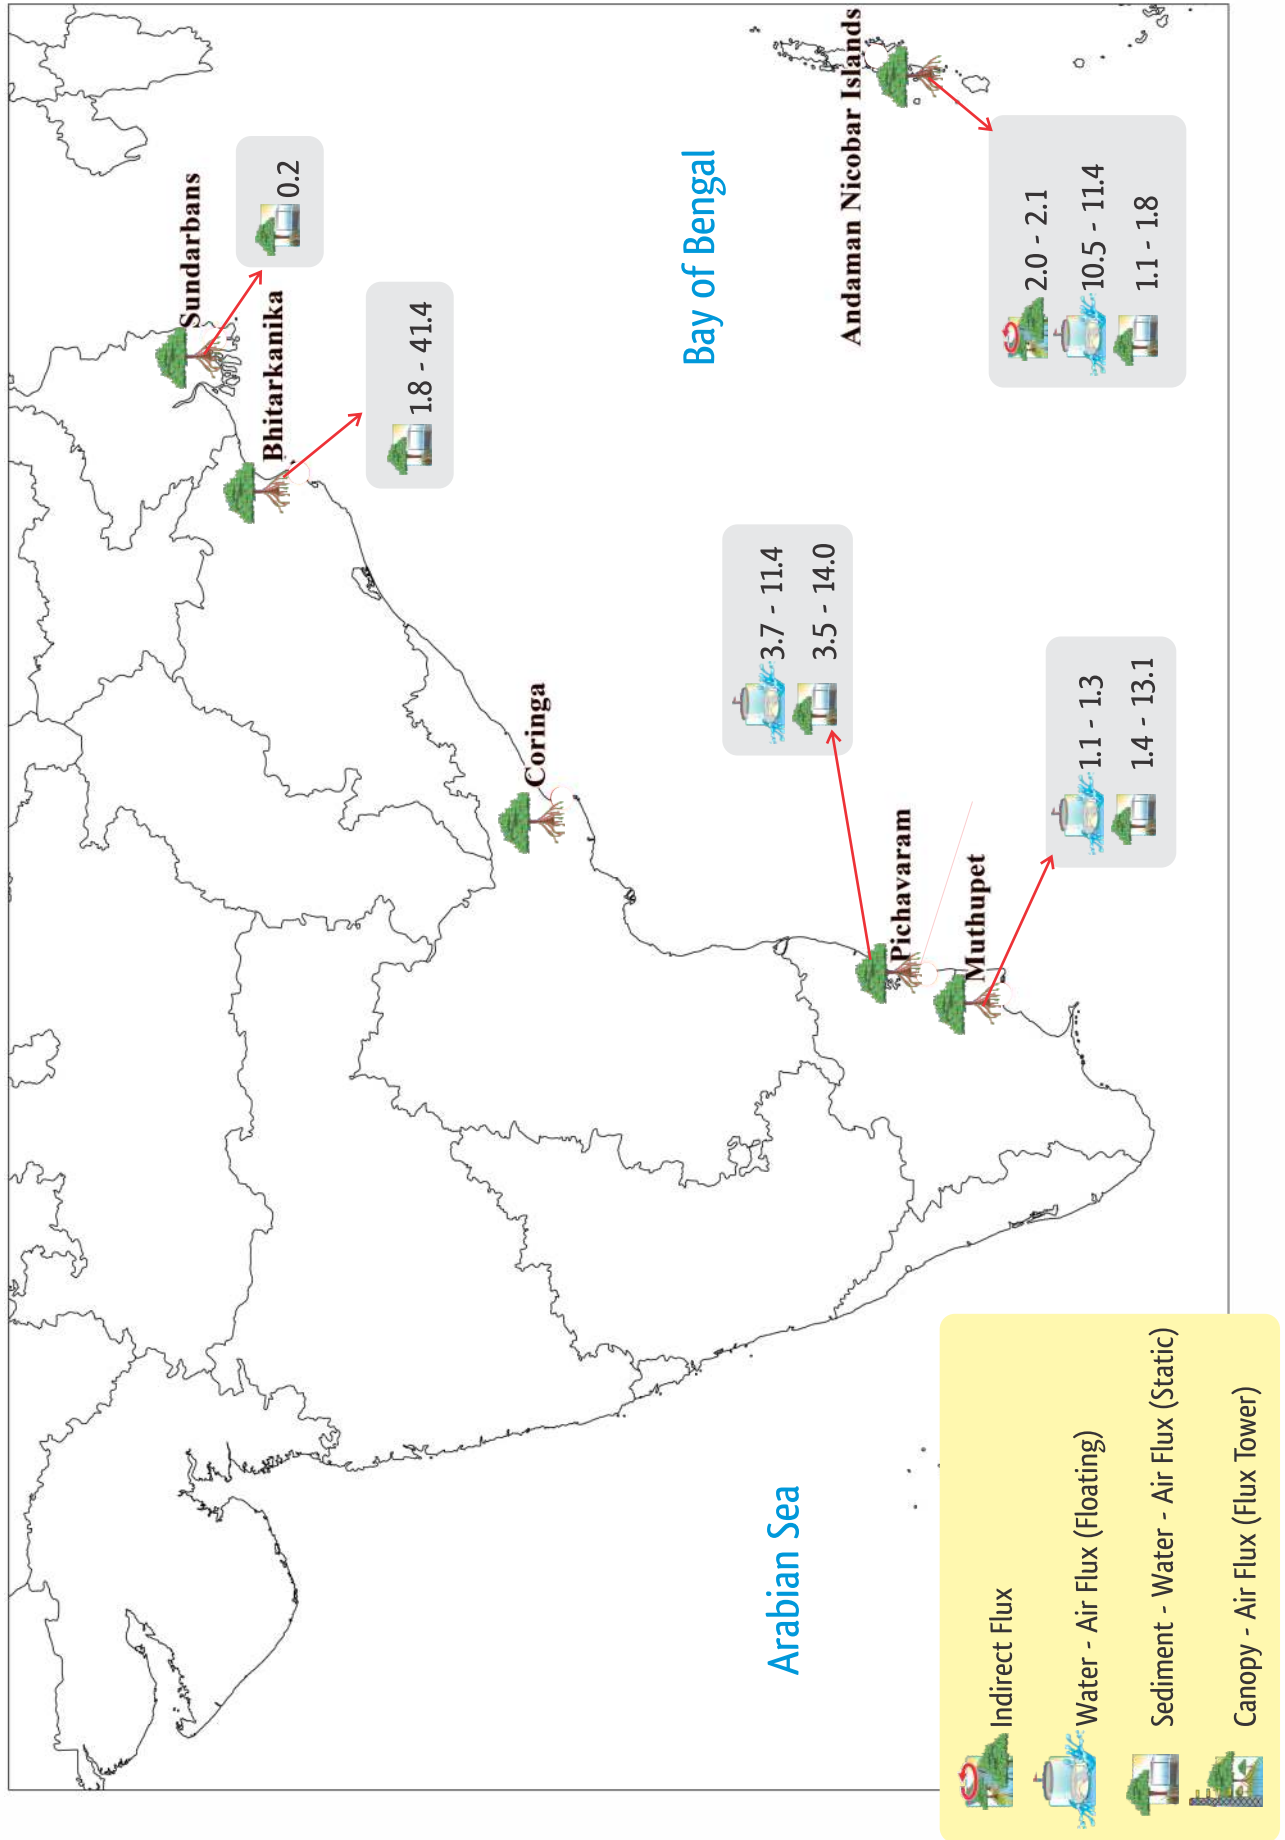 Sundarbans
0.2
Bhitarkanika
1.8 - 41.4
Coringa
Bay of Bengal
Andaman Nicobar Islands
2.0 - 2.1
10.5 - 11.4
1.1 - 1.8
3.7 - 11.4
3.5 - 14.0
Pichavaram
Muthupet
1.1 - 1.3
1.4 - 13.1
Arabian Sea
Indirect Flux
Water - Air Flux (Floating)
Sediment - Water - Air Flux (Static)
Canopy - Air Flux (Flux Tower)